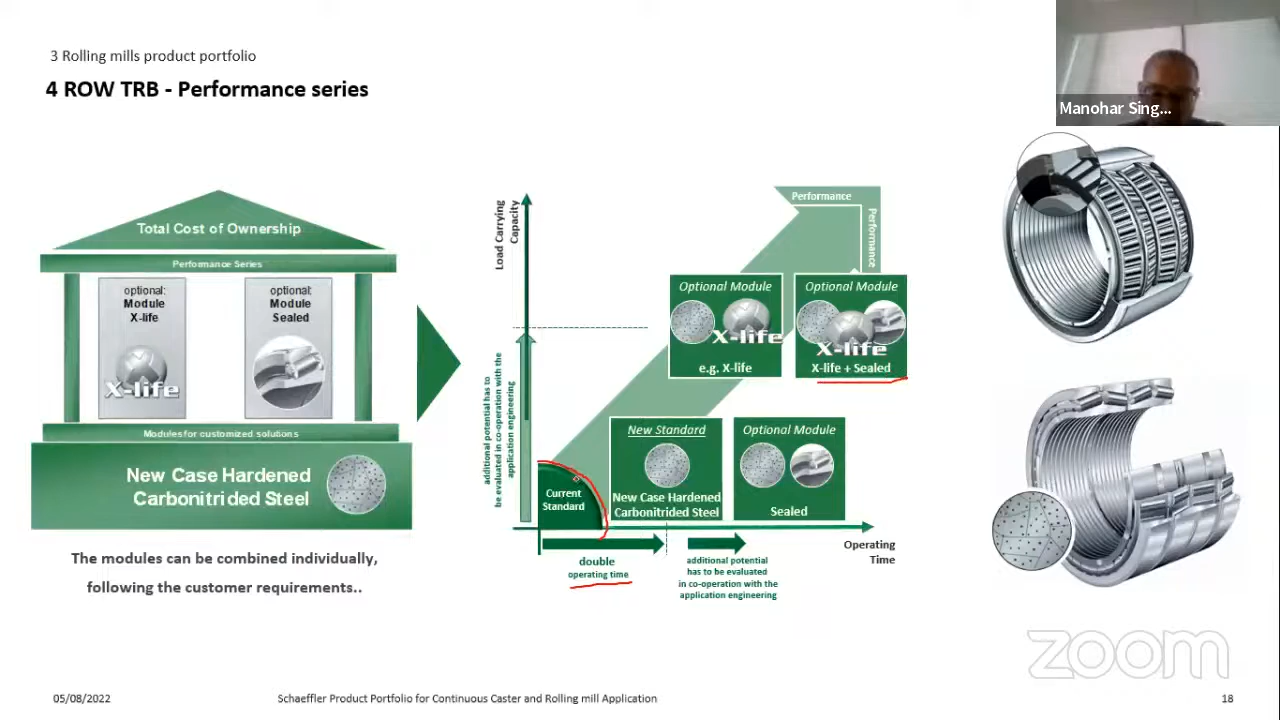 3 Rolling mills product portfolio
4 ROW TRB - Performance series
Manohar Sing...
Total Cost of Ownership
Performance Series
optional:
Module
X-life
X-life
optional:
Module
Sealed
Modules for customized solutions
New Case Hardened
Carbonitrided Steel
The modules can be combined individually,
following the customer requirements..
Load Carrying
Capacity
additional potential has to
be evaluated in co-operation with the
application engineering
Performance
Performance
Optional Module
X-life
e.g. X-life
Optional Module
X-life
X-life + Sealed
Current
Standard
New Standard
New Case Hardened
Carbonitrided Steel
Optional Module
Sealed
Operating
Time
double
operating time
additional potential
has to be evaluated
in co-operation with the
application engineering
zoom
05/08/2022
Schaeffler Product Portfolio for Continuous Caster and Rolling mill Application
18